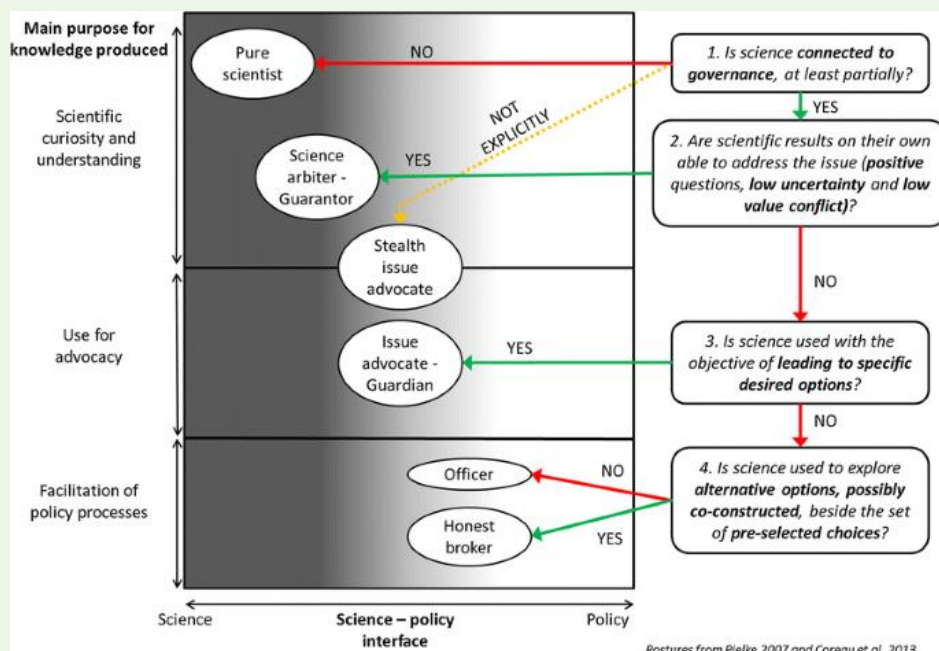 Main purpose for
knowledge produced
Scientific
curiosity and
understanding
Use for
advocacy
Facilitation of
policy processes
Pure
scientist
Science
arbiter -
Guarantor
Stealth
issue
advocate
Issue
advocate -
Guardian
Officer
Honest
broker
NO
NOT
EXPLICITLY
YES
YES
NO
YES
1. Is science connected to
governance, at least partially?
YES
2. Are scientific results on their own
able to address the issue (positive
questions, low uncertainty and low
value conflict)?
NO
3. Is science used with the
objective of leading to specific
desired options?
NO
4. Is science used to explore
alternative options, possibly
co-constructed, beside the set
of pre-selected choices?
Science
Science – policy
interface
Policy
Postures from Pielke 2007 and Coreau et al. 2013